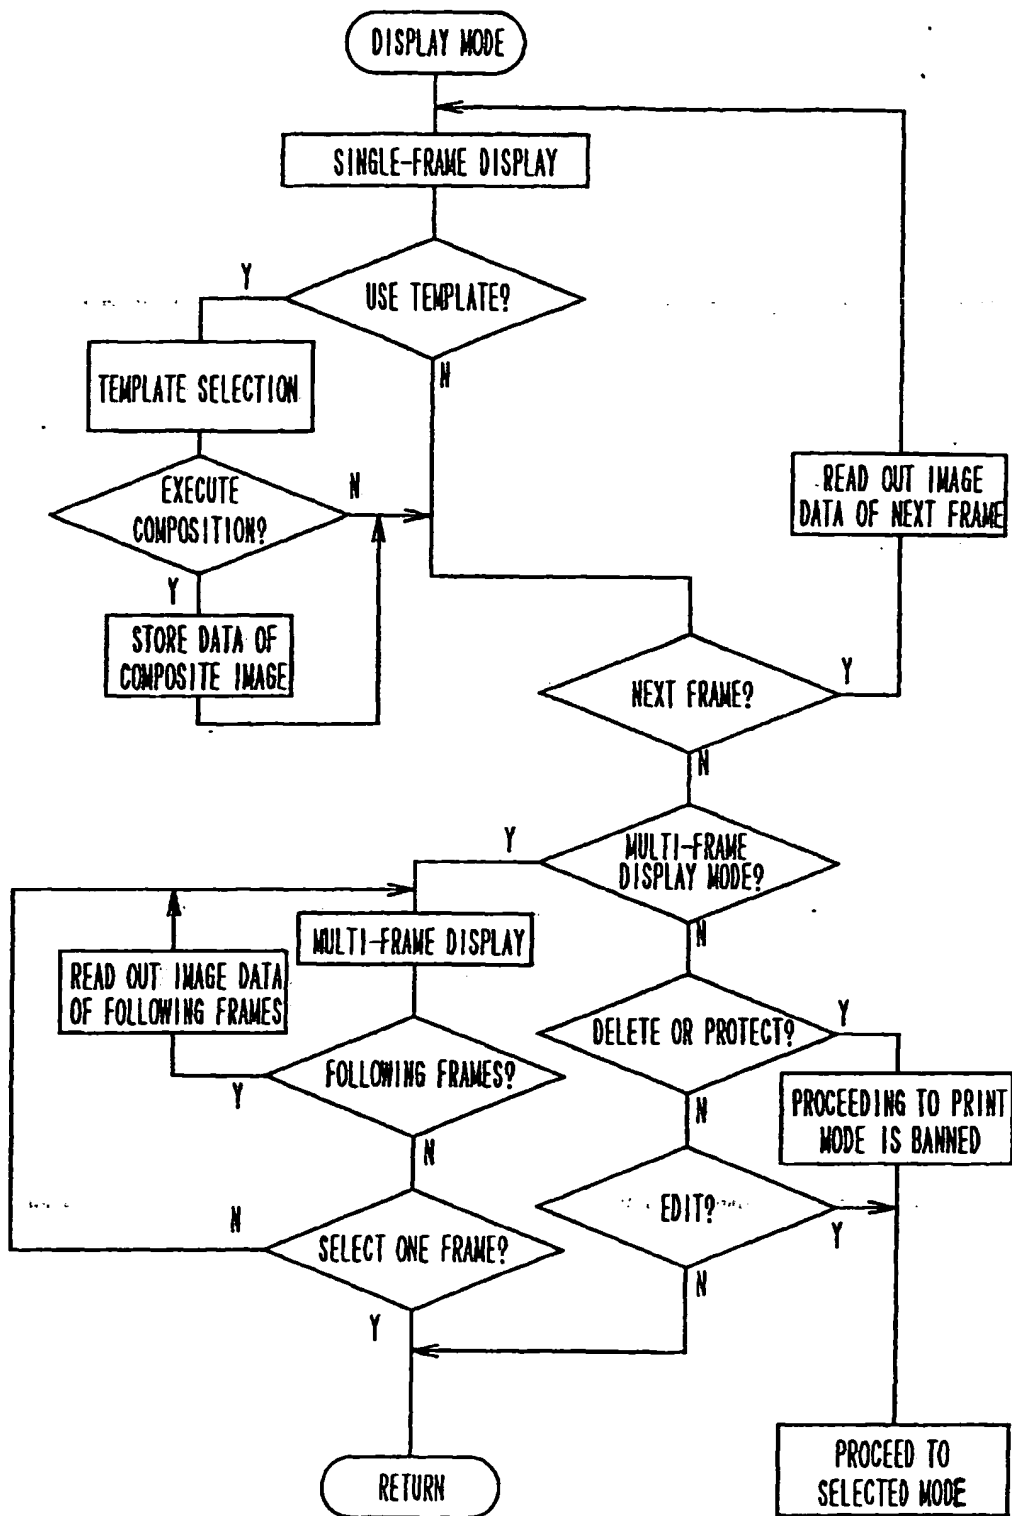 DISPLAY MODE
SINGLE-FRAME DISPLAY
Y
USE TEMPLATE?
N
TEMPLATE SELECTION
EXECUTE
COMPOSITION?
N
Y
STORE DATA OF
COMPOSITE IMAGE
READ OUT IMAGE
DATA OF NEXT FRAME
NEXT FRAME?
Y
N
Y
MULTI-FRAME
DISPLAY MODE?
N
MULTI-FRAME DISPLAY
READ OUT IMAGE DATA
OF FOLLOWING FRAMES
FOLLOWING FRAMES?
Y
N
DELETE OR PROTECT?
Y
N
PROCEEDING TO PRINT
MODE IS BANNED
EDIT?
Y
N
N
SELECT ONE FRAME?
Y
RETURN
PROCEED TO
SELECTED MODE